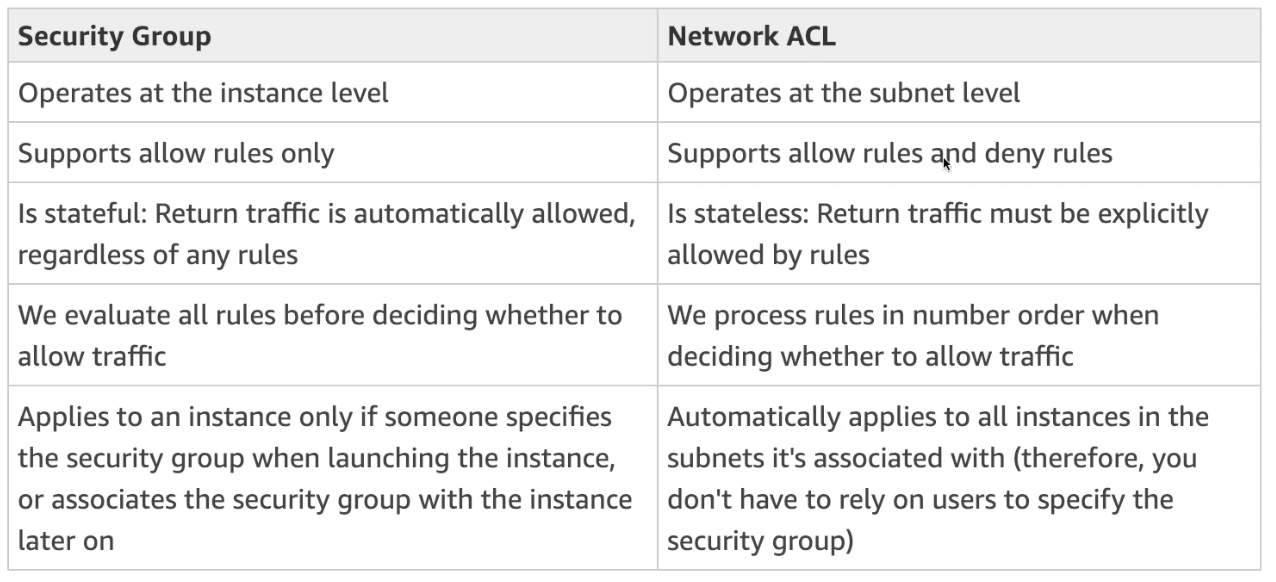 Security Group
Network ACL
Operates at the instance level
Operates at the subnet level
Supports allow rules only
Supports allow rules and deny rules
Is stateful: Return traffic is automatically allowed,
regardless of any rules
Is stateless: Return traffic must be explicitly
allowed by rules
We evaluate all rules before deciding whether to
allow traffic
We process rules in number order when
deciding whether to allow traffic
Applies to an instance only if someone specifies
the security group when launching the instance,
or associates the security group with the instance
later on
Automatically applies to all instances in the
subnets it's associated with (therefore, you
don't have to rely on users to specify the
security group)